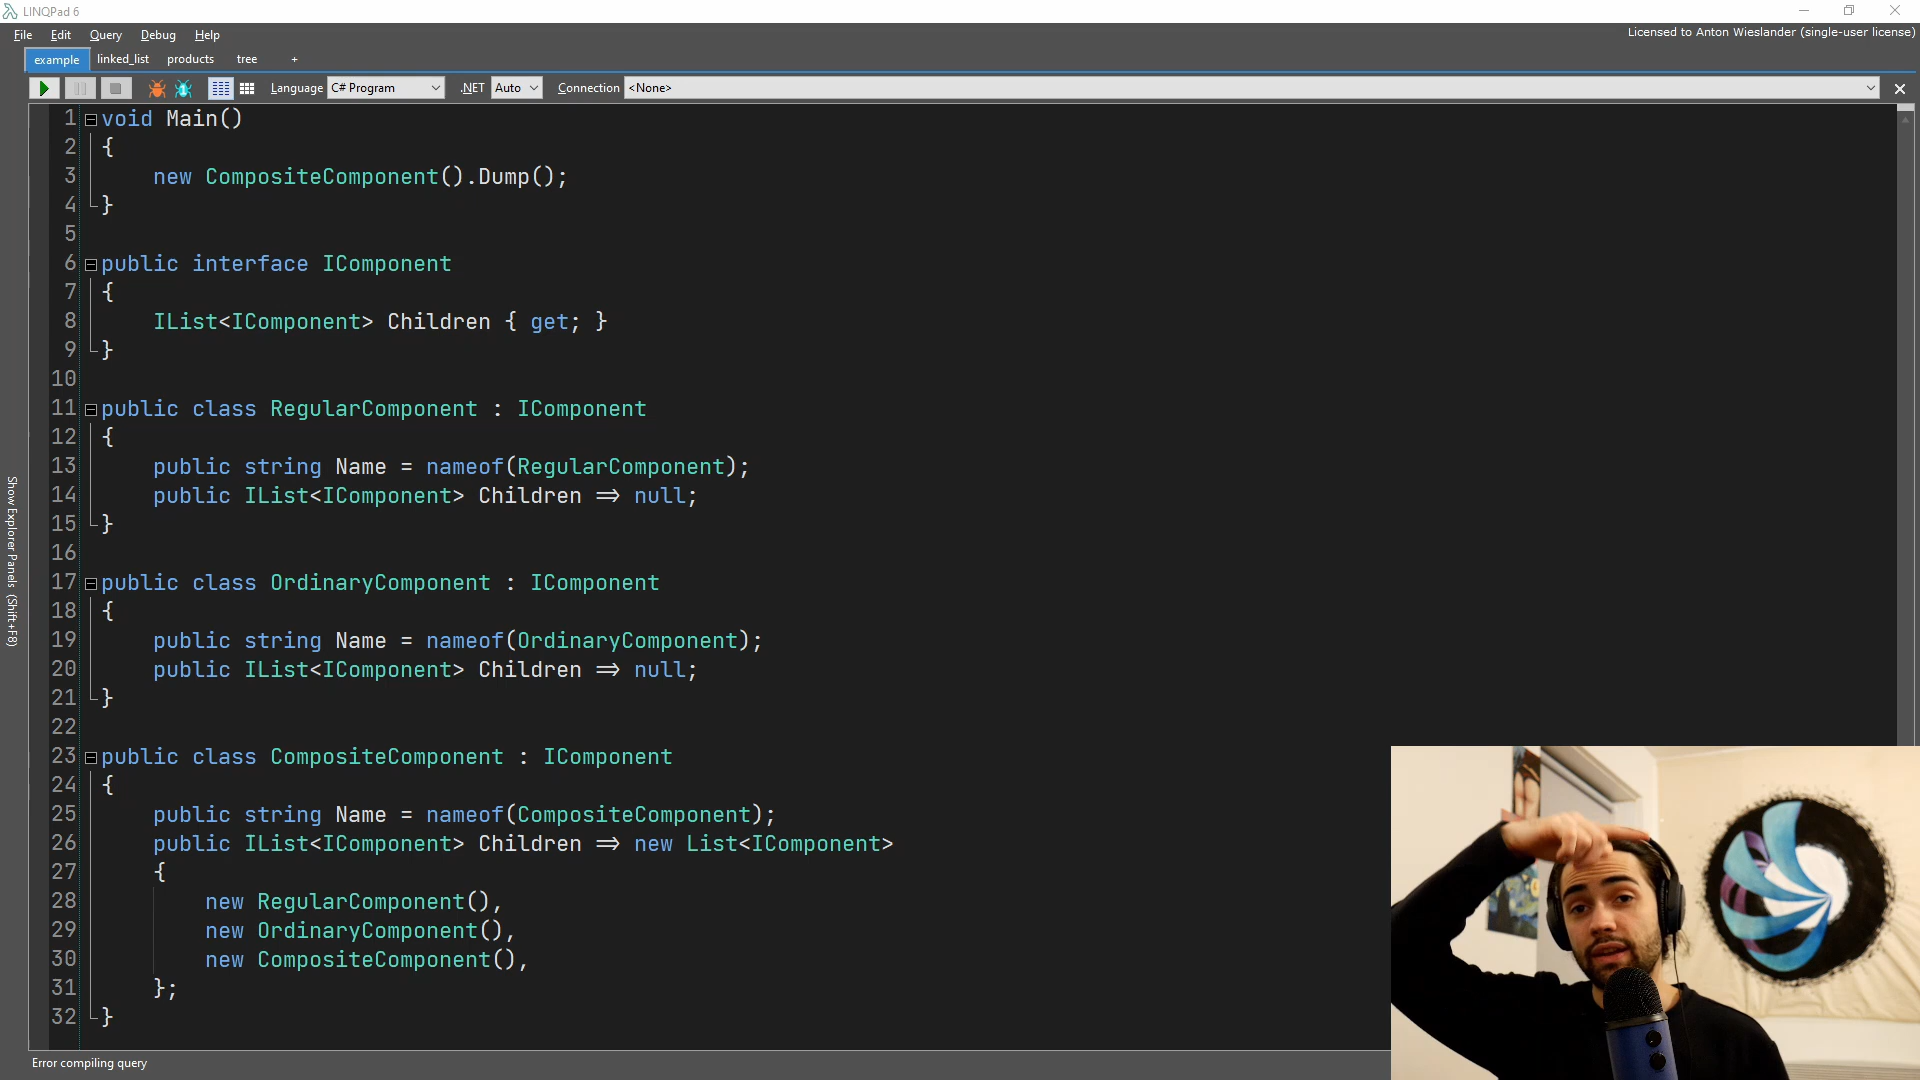 LINQPad 6
File Edit Query Debug Help
Licensed to Anton Wieslander (single-user license)
example linked_list products tree +
Language C# Program .NET Auto Connection <None>
1 void Main()
2 {
3 new CompositeComponent().Dump();
4 }
5
6 public interface IComponent
7 {
8 IList<IComponent> Children { get; }
9 }
10
11 public class RegularComponent : IComponent
12 {
13 public string Name = nameof(RegularComponent);
14 public IList<IComponent> Children => null;
15 }
16
17 public class OrdinaryComponent : IComponent
18 {
19 public string Name = nameof(OrdinaryComponent);
20 public IList<IComponent> Children => null;
21 }
22
23 public class CompositeComponent : IComponent
24 {
25 public string Name = nameof(CompositeComponent);
26 public IList<IComponent> Children => new List<IComponent>
27 {
28 new RegularComponent(),
29 new OrdinaryComponent(),
30 new CompositeComponent(),
31 };
32 }
Show Explorer Panels (Shift+F8)
Error compiling query